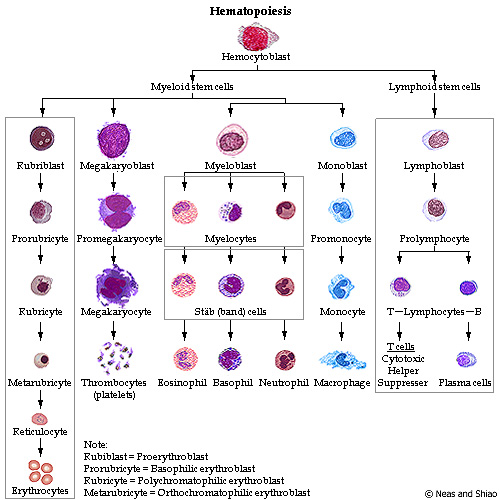 Hematopoiesis
Hemocytoblast
Myeloid stem cells
Lymphoid stem cells
Rubriblast
Megakaryoblast
Myeloblast
Monoblast
Lymphoblast
Prorubricyte
Promegakaryocyte
Myelocytes
Promonocyte
Prolymphocyte
Rubricyte
Megakaryocyte
Stäb (band) cells
Monocyte
T—Lymphocytes—B
Metarubricyte
Thrombocytes
(platelets)
Eosinophil
Basophil
Neutrophil
Macrophage
T cells
Cytotoxic
Helper
Suppresser
Plasma cells
Reticulocyte
Erythrocytes
Note:
Rubiblast = Proerythroblast
Prorubricyte = Basophilic erythroblast
Rubricyte = Polychromatophilic erythroblast
Metarubricyte = Orthochromatophilic erythroblast
© Neas and Shiao